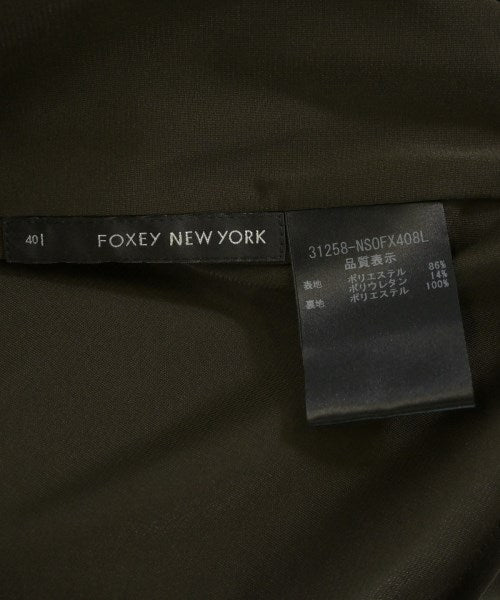 40
FOXEY NEW YORK
31258-NSOFX408L
品質表示
表地 ポリエステル 86%
ポリウレタン 14%
裏地 ポリエステル 100%